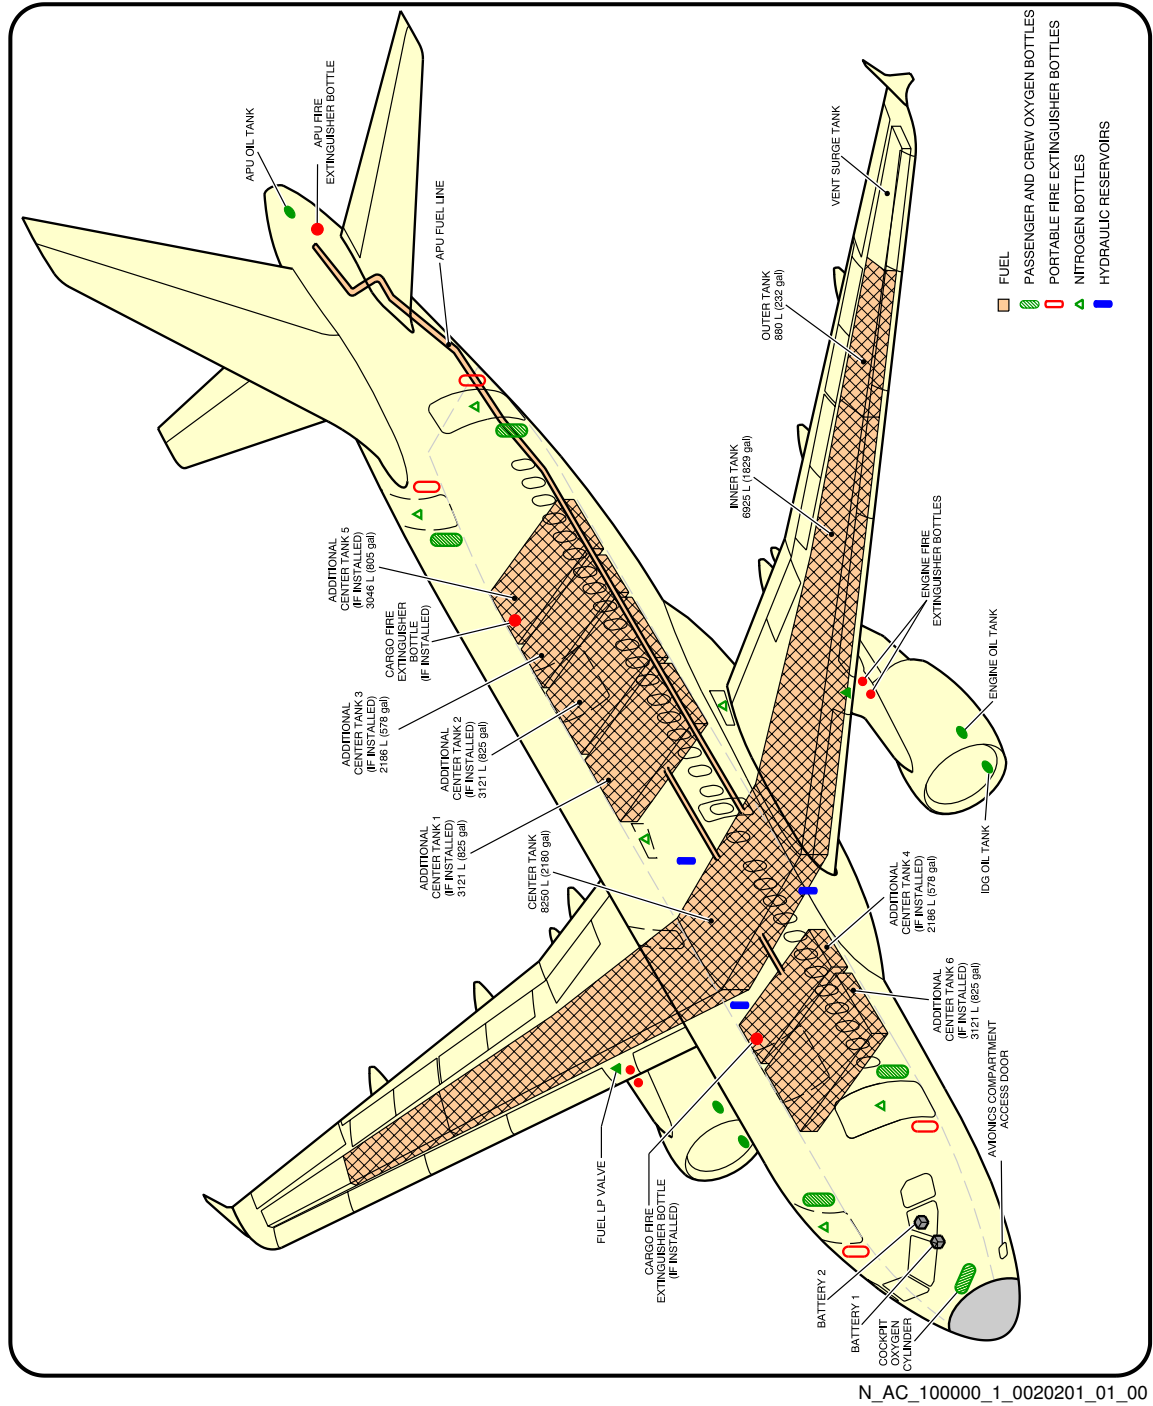 APU OIL TANK
APU FIRE
EXTINGUISHER BOTTLE
APU FUEL LINE
VENT SURGE TANK
OUTER TANK
880 L (232 gal)
INNER TANK
6925 L (1829 gal)
FUEL
PASSENGER AND CREW OXYGEN BOTTLES
PORTABLE FIRE EXTINGUISHER BOTTLES
NITROGEN BOTTLES
HYDRAULIC RESERVOIRS
ADDITIONAL
CENTER TANK 5
(IF INSTALLED)
3046 L (805 gal)
CARGO FIRE
EXTINGUISHER
BOTTLE
(IF INSTALLED)
ADDITIONAL
CENTER TANK 3
(IF INSTALLED)
2186 L (578 gal)
ADDITIONAL
CENTER TANK 2
(IF INSTALLED)
3121 L (825 gal)
ADDITIONAL
CENTER TANK 1
(IF INSTALLED)
3121 L (825 gal)
CENTER TANK
8250 L (2180 gal)
ENGINE FIRE
EXTINGUISHER BOTTLES
ENGINE OIL TANK
IDG OIL TANK
ADDITIONAL
CENTER TANK 4
(IF INSTALLED)
2186 L (578 gal)
ADDITIONAL
CENTER TANK 6
(IF INSTALLED)
3121 L (825 gal)
AVIONICS COMPARTMENT
ACCESS DOOR
FUEL LP VALVE
CARGO FIRE
EXTINGUISHER BOTTLE
(IF INSTALLED)
BATTERY 2
BATTERY 1
COCKPIT
OXYGEN
CYLINDER
N_AC_100000_1_0020201_01_00